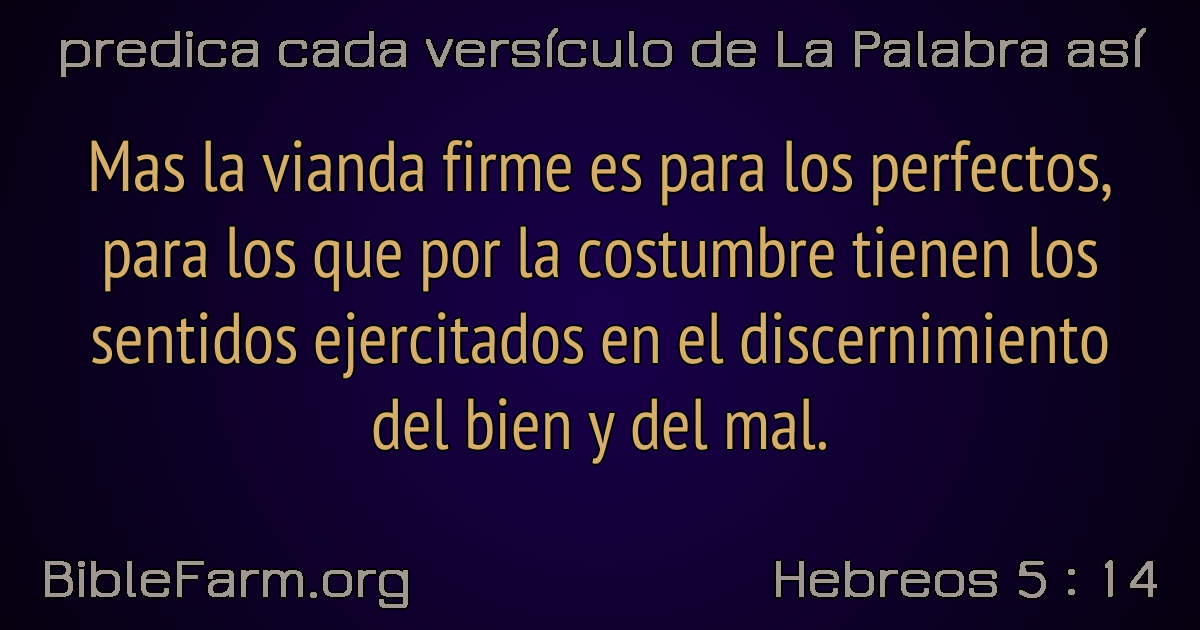 predica cada versículo de La Palabra así
Mas la vianda firme es para los perfectos,
para los que por la costumbre tienen los
sentidos ejercitados en el discernimiento
del bien y del mal.
BibleFarm.org
Hebreos 5 : 14